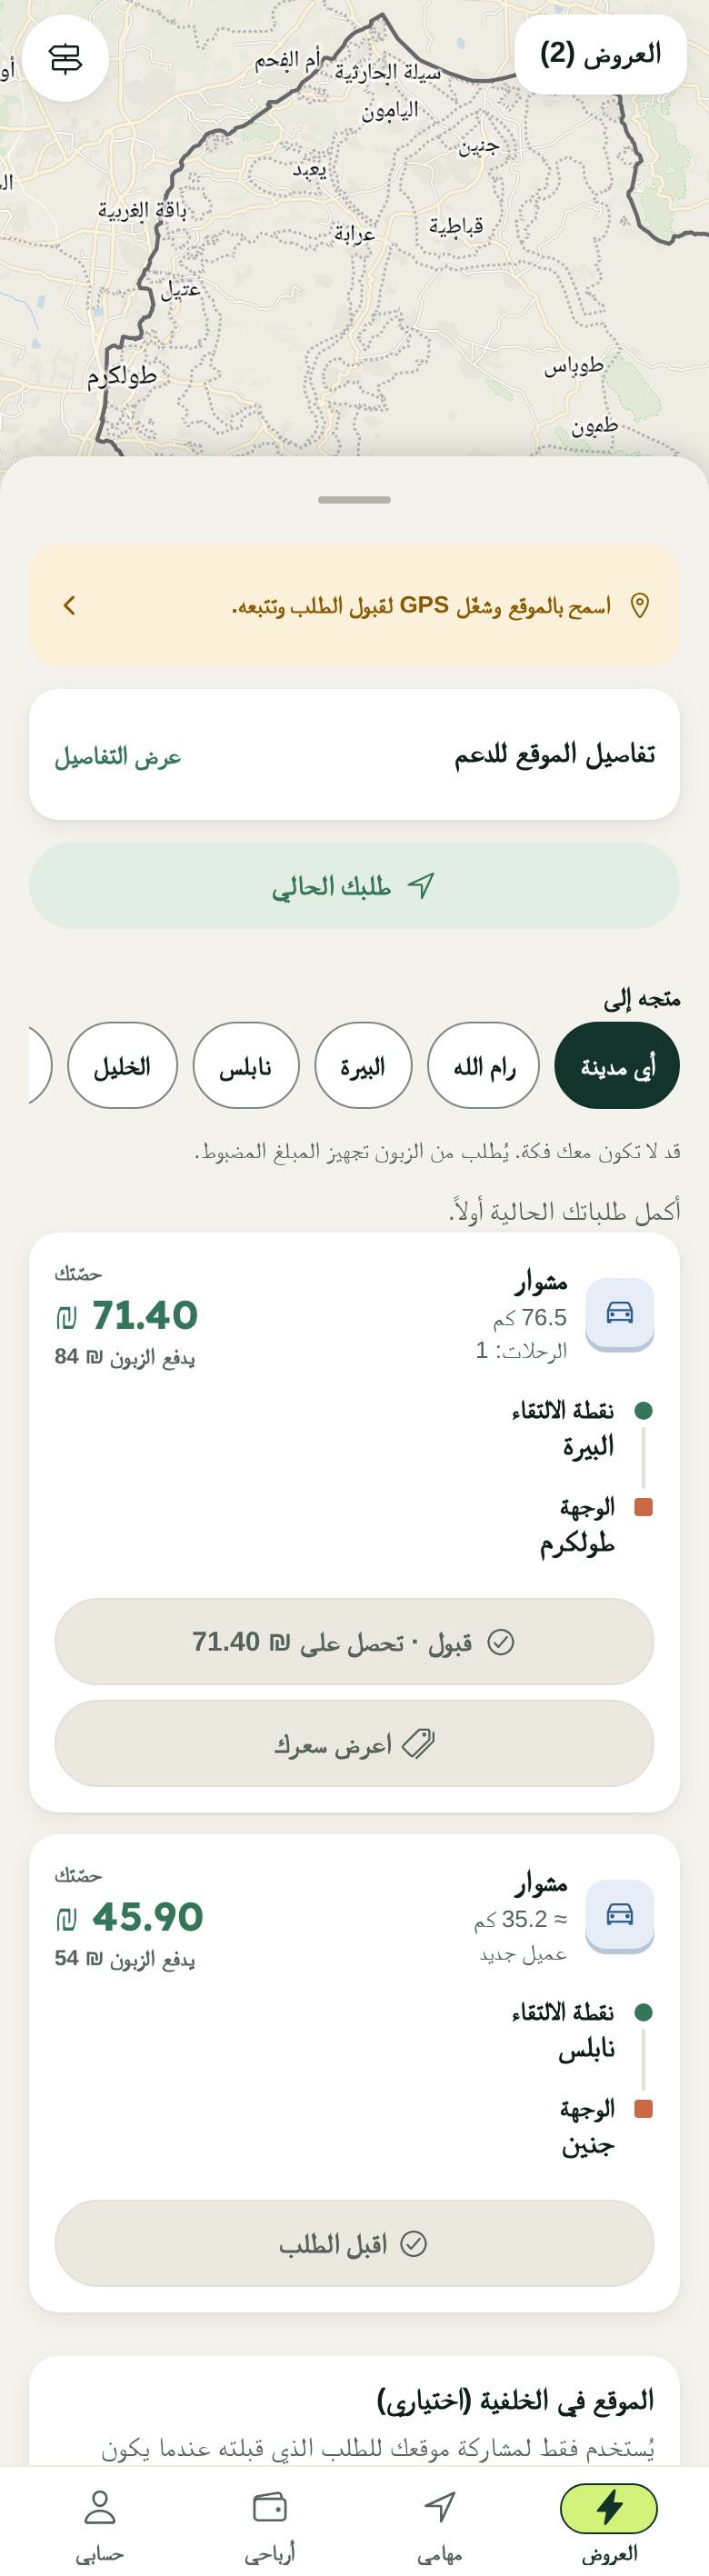 العروض (2)
أم الفحم
سيلة الحارثية
اليامون
جنين
يعبد
باقة الغربية
عرابة
قباطية
عتيل
طولكرم
طوباس
طمون
اسمح بالموقع وشغّل GPS لقبول الطلب وتتبعه.
تفاصيل الموقع للدعم
عرض التفاصيل
طلبك الحالي
متجه إلى
أي مدينة
رام الله
البيرة
نابلس
الخليل
قد لا تكون معك فكة. يُطلب من الزبون تجهيز المبلغ المضبوط.
أكمل طلباتك الحالية أولاً.
مشوار
76.5 كم
الرحلات: 1
حصّتك
71.40 ₪
يدفع الزبون ₪ 84
نقطة الالتقاء
البيرة
الوجهة
طولكرم
قبول · تحصل على ₪ 71.40
اعرض سعرك
مشوار
≈ 35.2 كم
عميل جديد
حصّتك
45.90 ₪
يدفع الزبون ₪ 54
نقطة الالتقاء
نابلس
الوجهة
جنين
اقبل الطلب
الموقع في الخلفية (اختياري)
يُستخدم فقط لمشاركة موقعك للطلب الذي قبلته عندما يكون
العروض
مهامي
أرباحي
حسابي